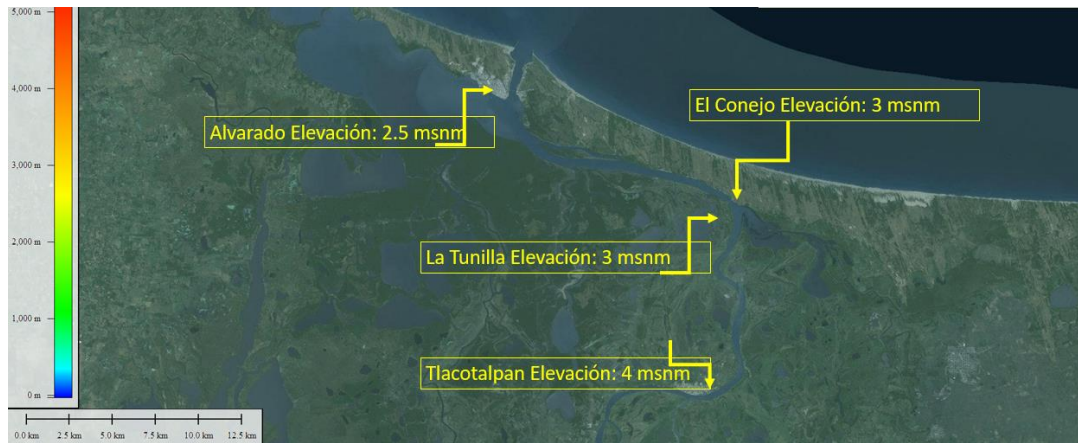 5,000 m
4,000 m
3,000 m
2,000 m
1,000 m
0 m
El Conejo Elevación: 3 msnm
Alvarado Elevación: 2.5 msnm
La Tunilla Elevación: 3 msnm
Tlacotalpan Elevación: 4 msnm
0.0 km 2.5 km 5.0 km 7.5 km 10.0 km 12.5 km